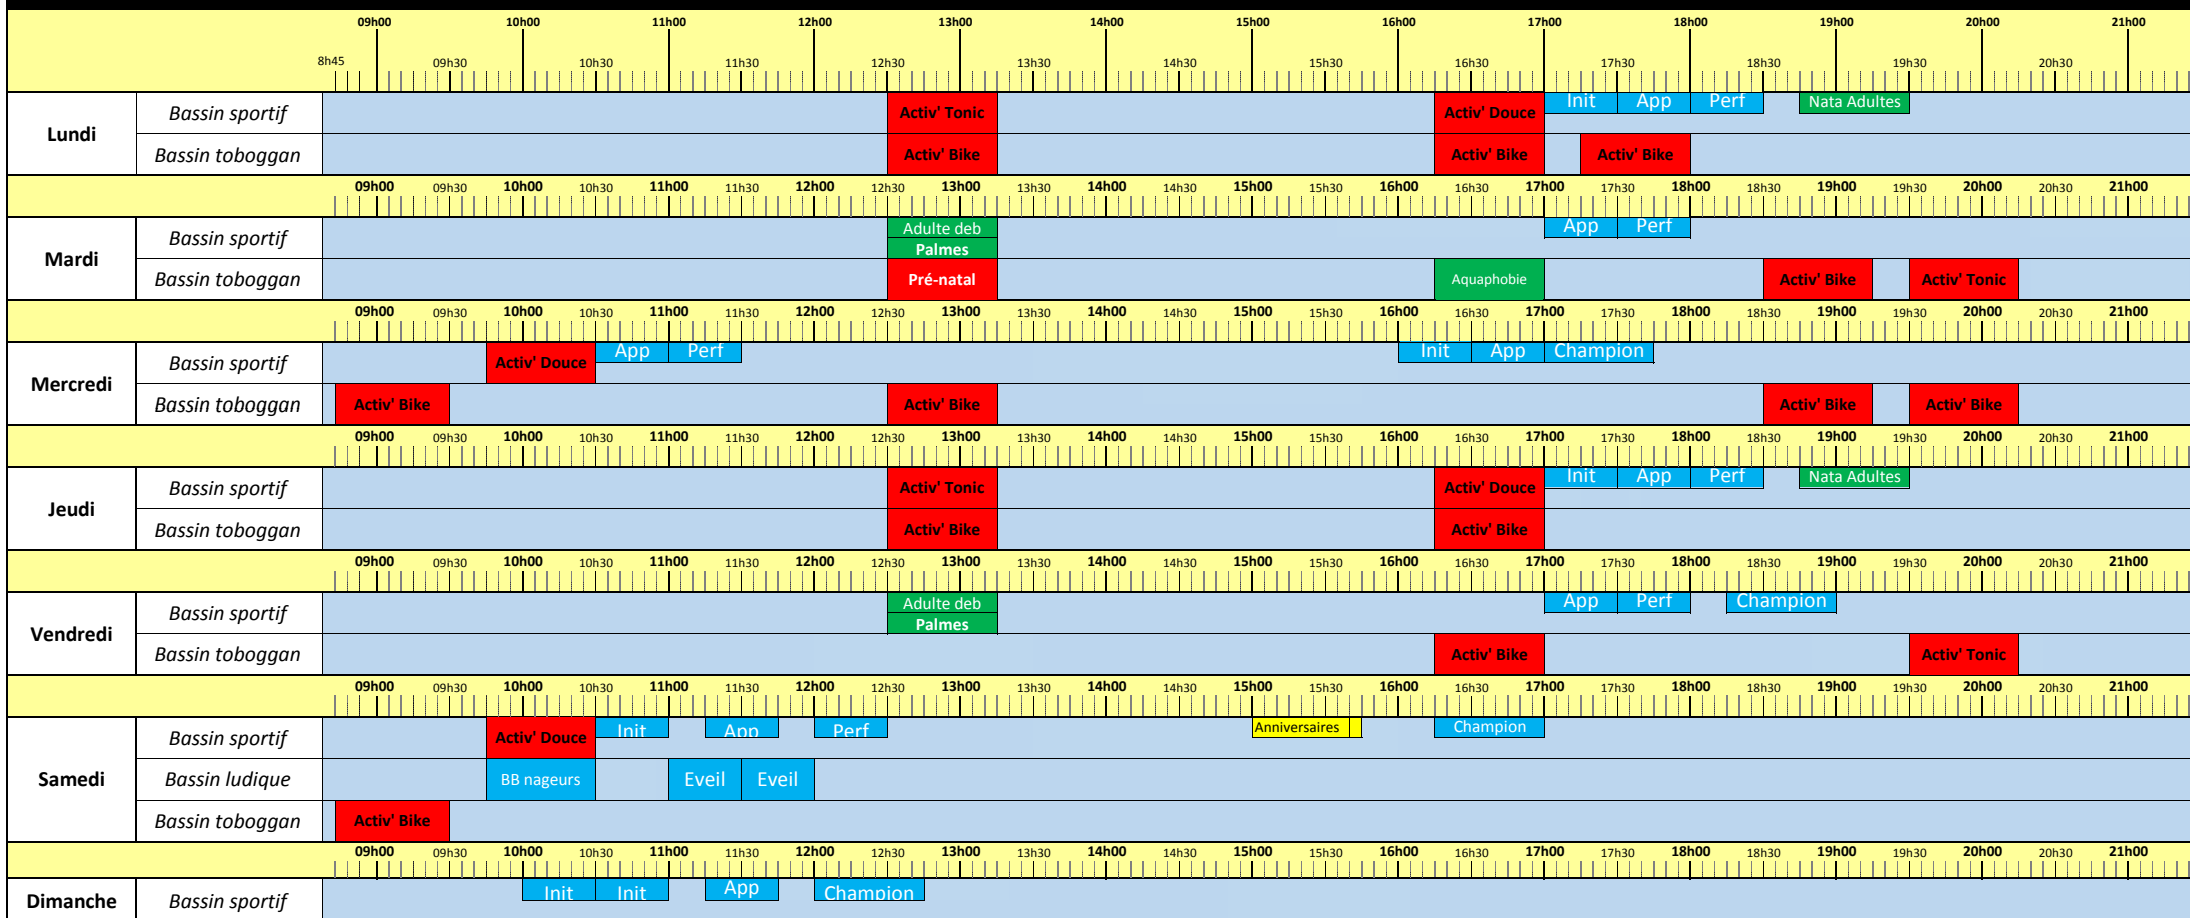 09h00 10h00 11h00 12h00 13h00 14h00 15h00 16h00 17h00 18h00 19h00 20h00 21h00
8h45 09h30 10h30 11h30 12h30 13h30 14h30 15h30 16h30 17h30 18h30 19h30 20h30
Lundi
Bassin sportif Activ' Tonic Activ' Douce Init App Perf Nata Adultes
Bassin toboggan Activ' Bike Activ' Bike Activ' Bike
09h00 09h30 10h00 10h30 11h00 11h30 12h00 12h30 13h00 13h30 14h00 14h30 15h00 15h30 16h00 16h30 17h00 17h30 18h00 18h30 19h00 19h30 20h00 20h30 21h00
Mardi
Bassin sportif Adulte deb App Perf
Palmes
Bassin toboggan Pré-natal Aquaphobie Activ' Bike Activ' Tonic
09h00 09h30 10h00 10h30 11h00 11h30 12h00 12h30 13h00 13h30 14h00 14h30 15h00 15h30 16h00 16h30 17h00 17h30 18h00 18h30 19h00 19h30 20h00 20h30 21h00
Mercredi
Bassin sportif Activ' Douce App Perf Init App Champion
Bassin toboggan Activ' Bike Activ' Bike Activ' Bike Activ' Bike
09h00 09h30 10h00 10h30 11h00 11h30 12h00 12h30 13h00 13h30 14h00 14h30 15h00 15h30 16h00 16h30 17h00 17h30 18h00 18h30 19h00 19h30 20h00 20h30 21h00
Jeudi
Bassin sportif Activ' Tonic Activ' Douce Init App Perf Nata Adultes
Bassin toboggan Activ' Bike Activ' Bike
09h00 09h30 10h00 10h30 11h00 11h30 12h00 12h30 13h00 13h30 14h00 14h30 15h00 15h30 16h00 16h30 17h00 17h30 18h00 18h30 19h00 19h30 20h00 20h30 21h00
Vendredi
Bassin sportif Adulte deb App Perf Champion
Palmes
Bassin toboggan Activ' Bike Activ' Tonic
09h00 09h30 10h00 10h30 11h00 11h30 12h00 12h30 13h00 13h30 14h00 14h30 15h00 15h30 16h00 16h30 17h00 17h30 18h00 18h30 19h00 19h30 20h00 20h30 21h00
Samedi
Bassin sportif Activ' Douce Init App Perf Anniversaires Champion
Bassin ludique BB nageurs Eveil Eveil
Bassin toboggan Activ' Bike
09h00 09h30 10h00 10h30 11h00 11h30 12h00 12h30 13h00 13h30 14h00 14h30 15h00 15h30 16h00 16h30 17h00 17h30 18h00 18h30 19h00 19h30 20h00 20h30 21h00
Dimanche Bassin sportif Init Init App Champion